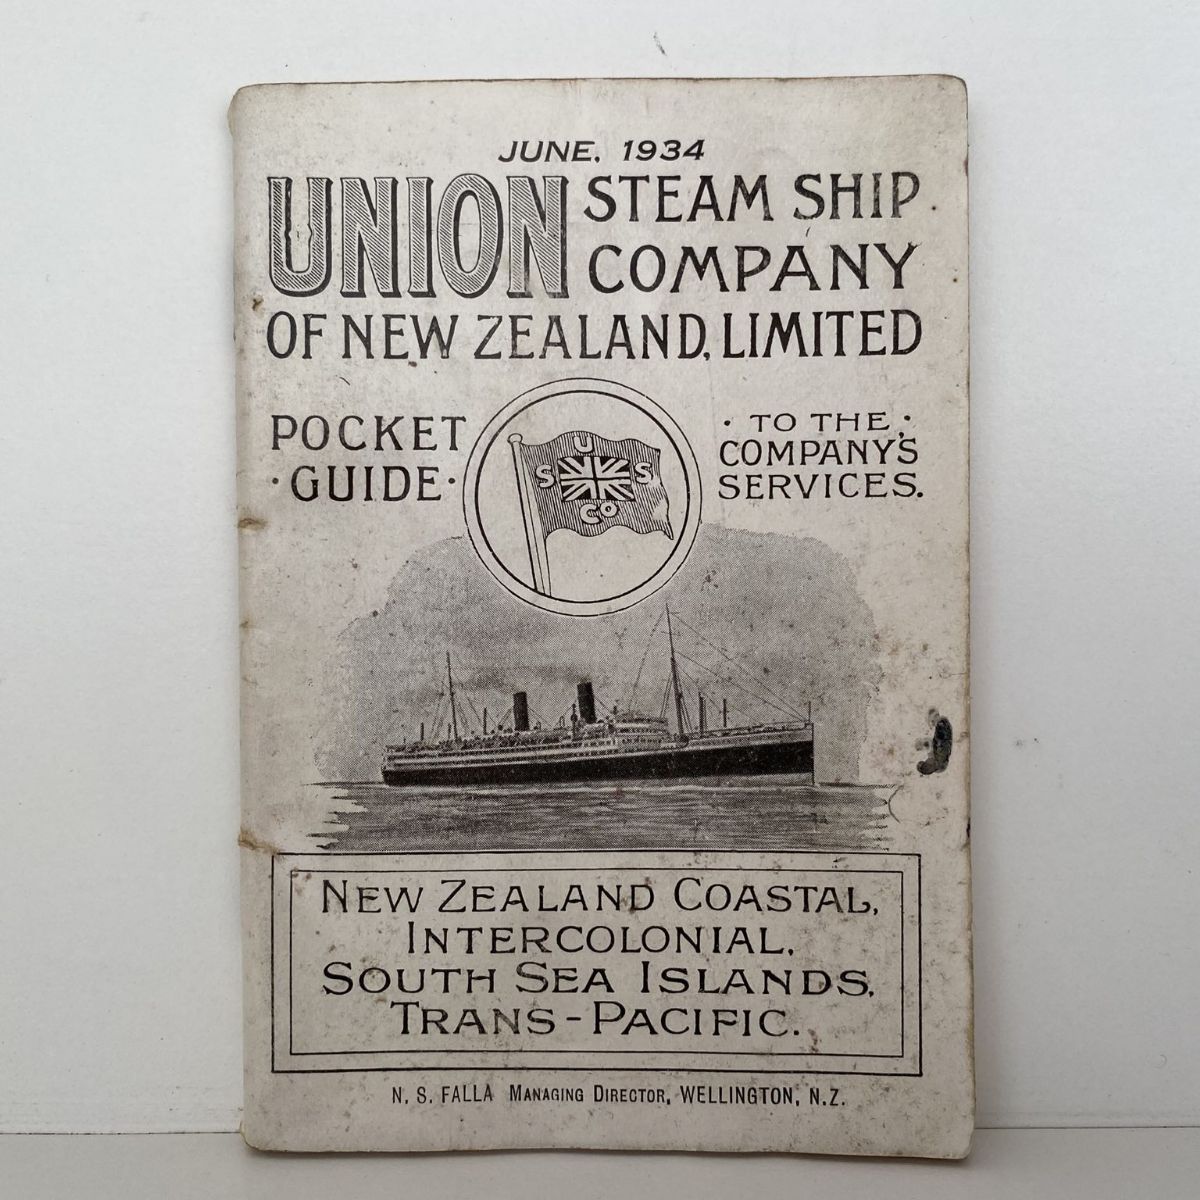 JUNE, 1934
UNION STEAM SHIP
COMPANY
OF NEW ZEALAND, LIMITED
POCKET
· GUIDE ·
U
S S
Co
· TO THE ·
COMPANY'S
SERVICES.
NEW ZEALAND COASTAL,
INTERCOLONIAL,
SOUTH SEA ISLANDS,
TRANS-PACIFIC.
N. S. FALLA MANAGING DIRECTOR, WELLINGTON, N.Z.